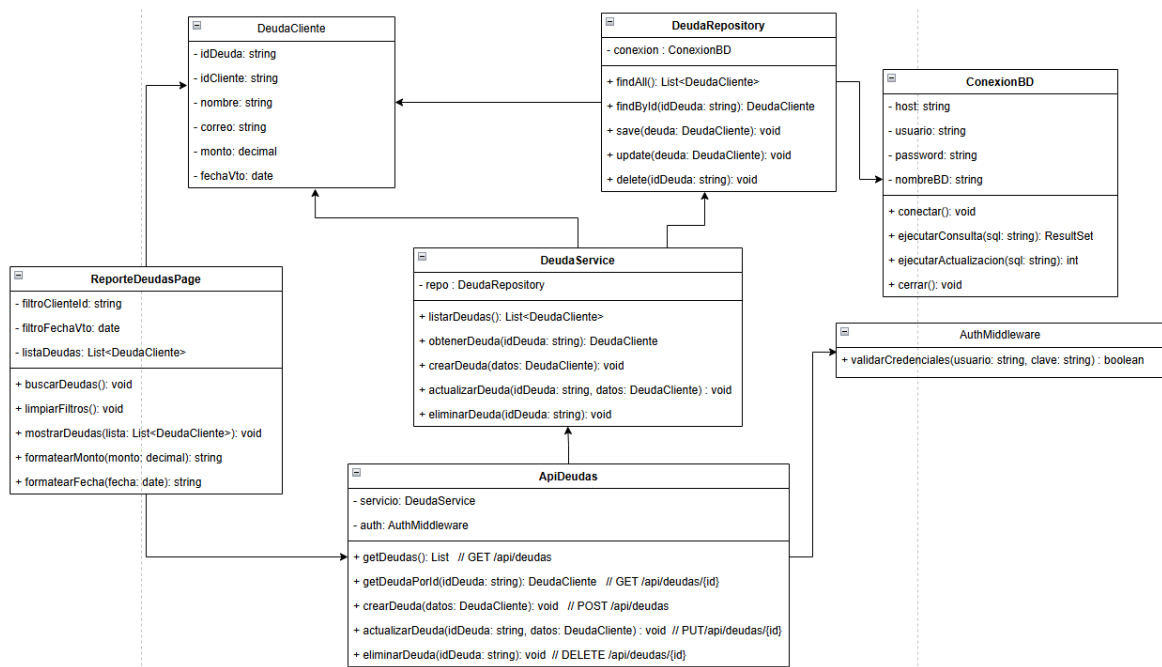 DeudaCliente
- idDeuda: string
- idCliente: string
- nombre: string
- correo: string
- monto: decimal
- fechaVto: date
DeudaRepository
- conexion : ConexionBD
+ findAll(): List<DeudaCliente>
+ findById(idDeuda: string): DeudaCliente
+ save(deuda: DeudaCliente): void
+ update(deuda: DeudaCliente): void
+ delete(idDeuda: string): void
ConexionBD
- host: string
- usuario: string
- password: string
- nombreBD: string
+ conectar(): void
+ ejecutarConsulta(sql: string): ResultSet
+ ejecutarActualizacion(sql: string): int
+ cerrar(): void
ReporteDeudasPage
- filtroClienteId: string
- filtroFechaVto: date
- listaDeudas: List<DeudaCliente>
+ buscarDeudas(): void
+ limpiarFiltros(): void
+ mostrarDeudas(lista: List<DeudaCliente>): void
+ formatearMonto(monto: decimal): string
+ formatearFecha(fecha: date): string
DeudaService
- repo : DeudaRepository
+ listarDeudas(): List<DeudaCliente>
+ obtenerDeuda(idDeuda: string): DeudaCliente
+ crearDeuda(datos: DeudaCliente): void
+ actualizarDeuda(idDeuda: string, datos: DeudaCliente) : void
+ eliminarDeuda(idDeuda: string): void
AuthMiddleware
+ validarCredenciales(usuario: string, clave: string) : boolean
ApiDeudas
- servicio: DeudaService
- auth: AuthMiddleware
+ getDeudas(): List // GET /api/deudas
+ getDeudaPorId(idDeuda: string): DeudaCliente // GET /api/deudas/{id}
+ crearDeuda(datos: DeudaCliente): void // POST /api/deudas
+ actualizarDeuda(idDeuda: string, datos: DeudaCliente) : void // PUT/api/deudas/{id}
+ eliminarDeuda(idDeuda: string): void // DELETE /api/deudas/{id}